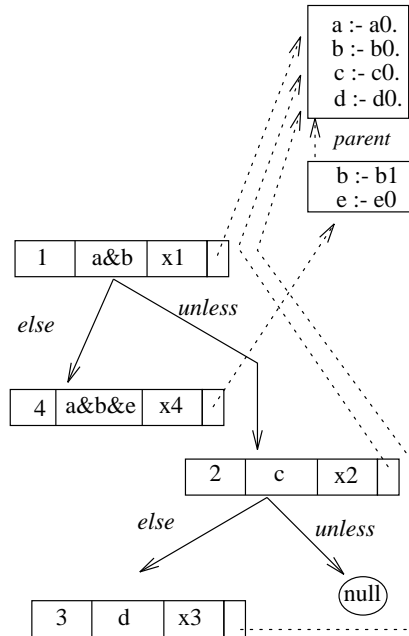 a :- a0.
b :- b0.
c :- c0.
d :- d0.
parent
b :- b1
e :- e0
1 a&b x1
else unless
4 a&b&e x4
2 c x2
else unless
null
3 d x3